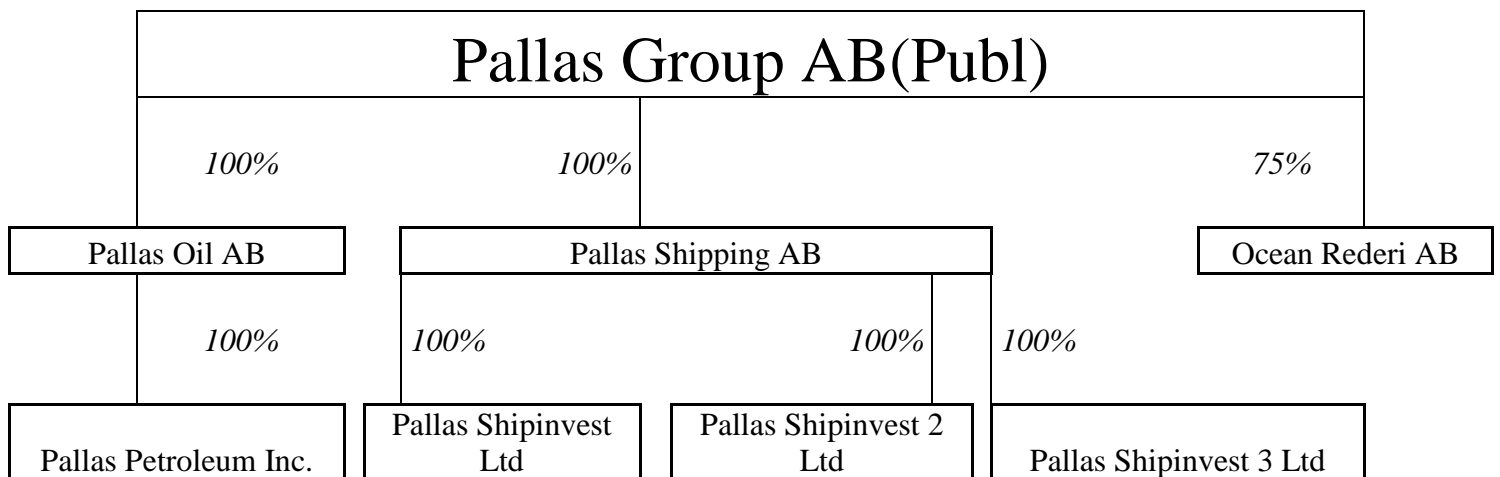 Pallas Group AB(Publ)
100%
100%
75%
Pallas Oil AB
Pallas Shipping AB
Ocean Rederi AB
100%
100%
100%
100%
Pallas Petroleum Inc.
Pallas Shipinvest
Ltd
Pallas Shipinvest 2
Ltd
Pallas Shipinvest 3 Ltd